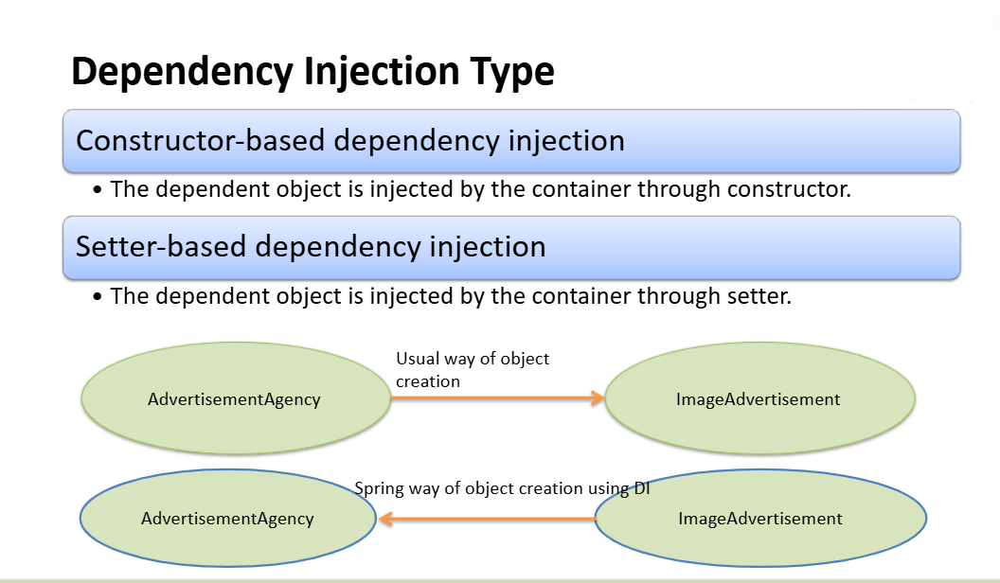 Dependency Injection Type
Constructor-based dependency injection
• The dependent object is injected by the container through constructor.
Setter-based dependency injection
• The dependent object is injected by the container through setter.
Usual way of object
creation
AdvertisementAgency
ImageAdvertisement
Spring way of object creation using DI
AdvertisementAgency
ImageAdvertisement